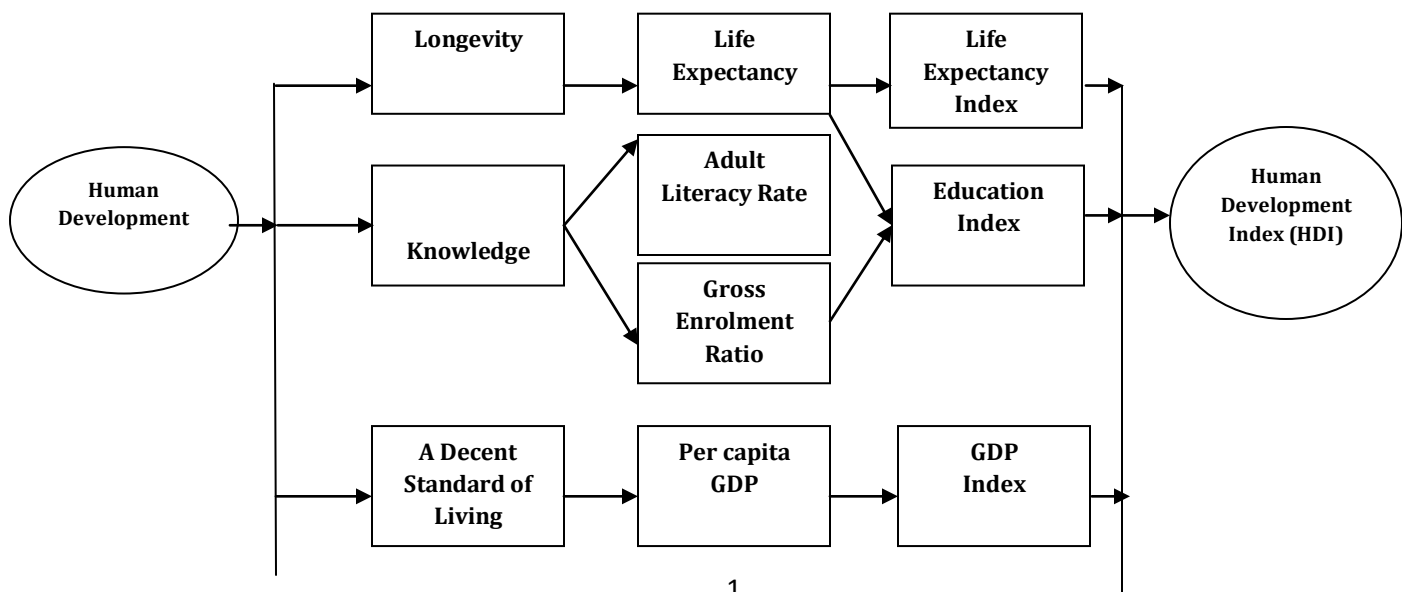 Human
Development
Longevity
Knowledge
A Decent
Standard of
Living
Life
Expectancy
Adult
Literacy Rate
Gross
Enrolment
Ratio
Per capita
GDP
Life
Expectancy
Index
Education
Index
GDP
Index
Human
Development
Index (HDI)
1